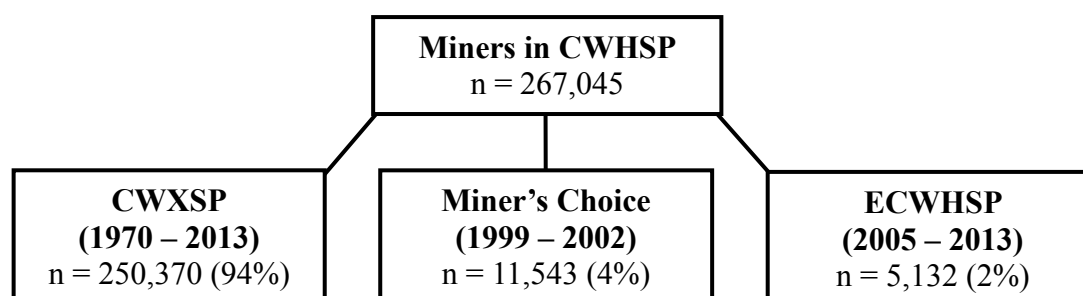 Miners in CWHSP
n = 267,045
CWXSP
(1970 – 2013)
n = 250,370 (94%)
Miner’s Choice
(1999 – 2002)
n = 11,543 (4%)
ECWHSP
(2005 – 2013)
n = 5,132 (2%)